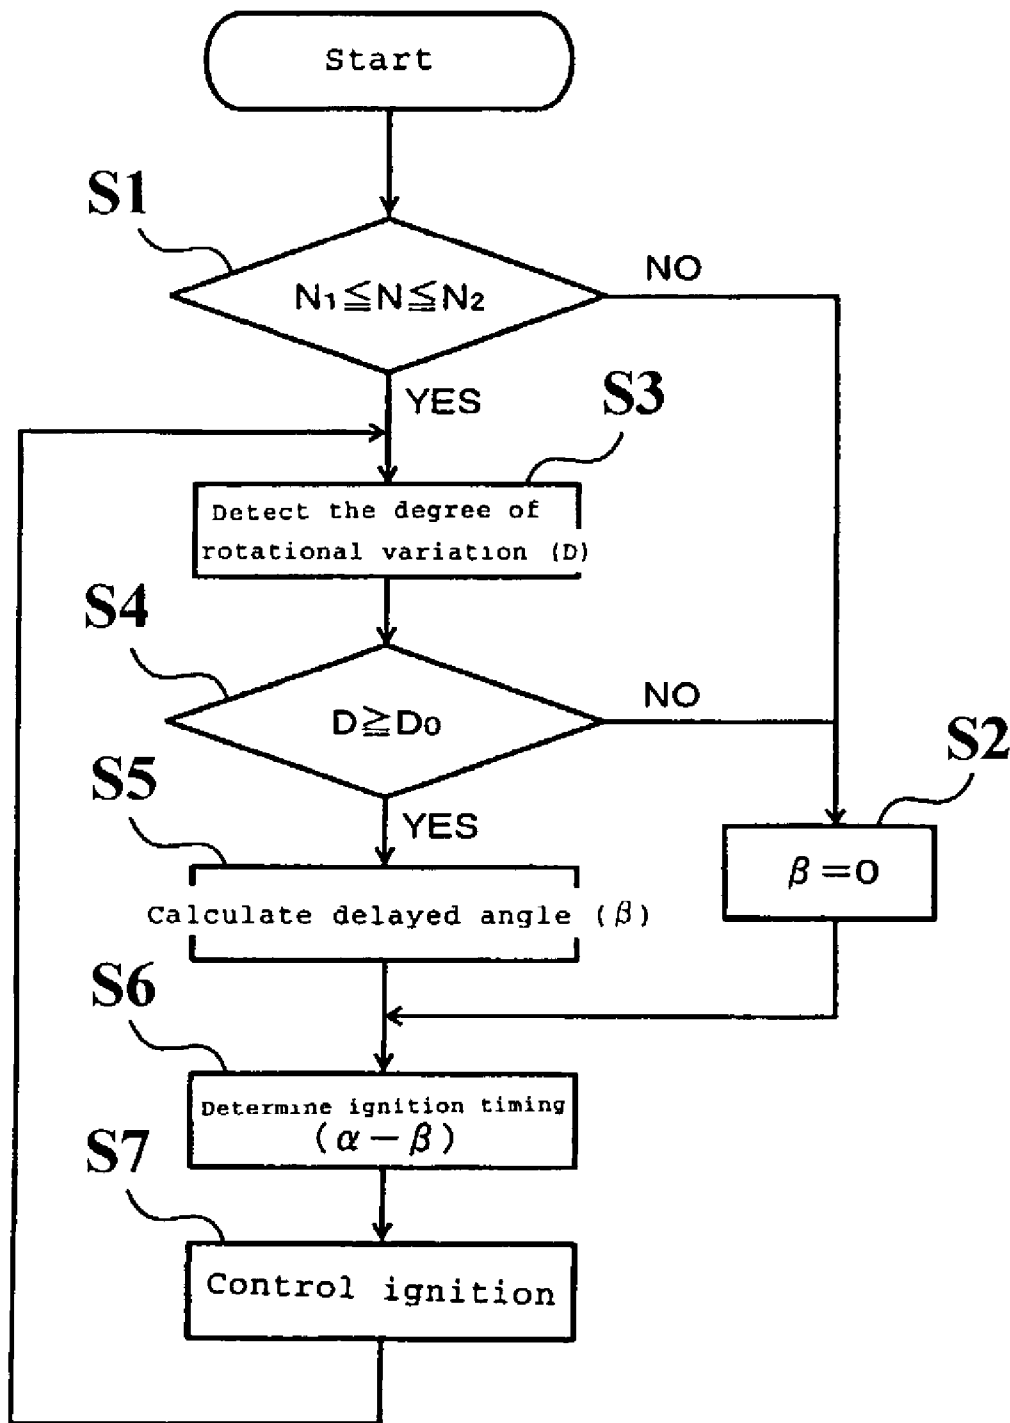 Start
S1
N1≦N≦N2
NO
YES
S3
Detect the degree of
rotational variation (D)
S4
D≧D0
NO
S2
S5
YES
β=0
Calculate delayed angle (β)
S6
Determine ignition timing
(α-β)
S7
Control ignition